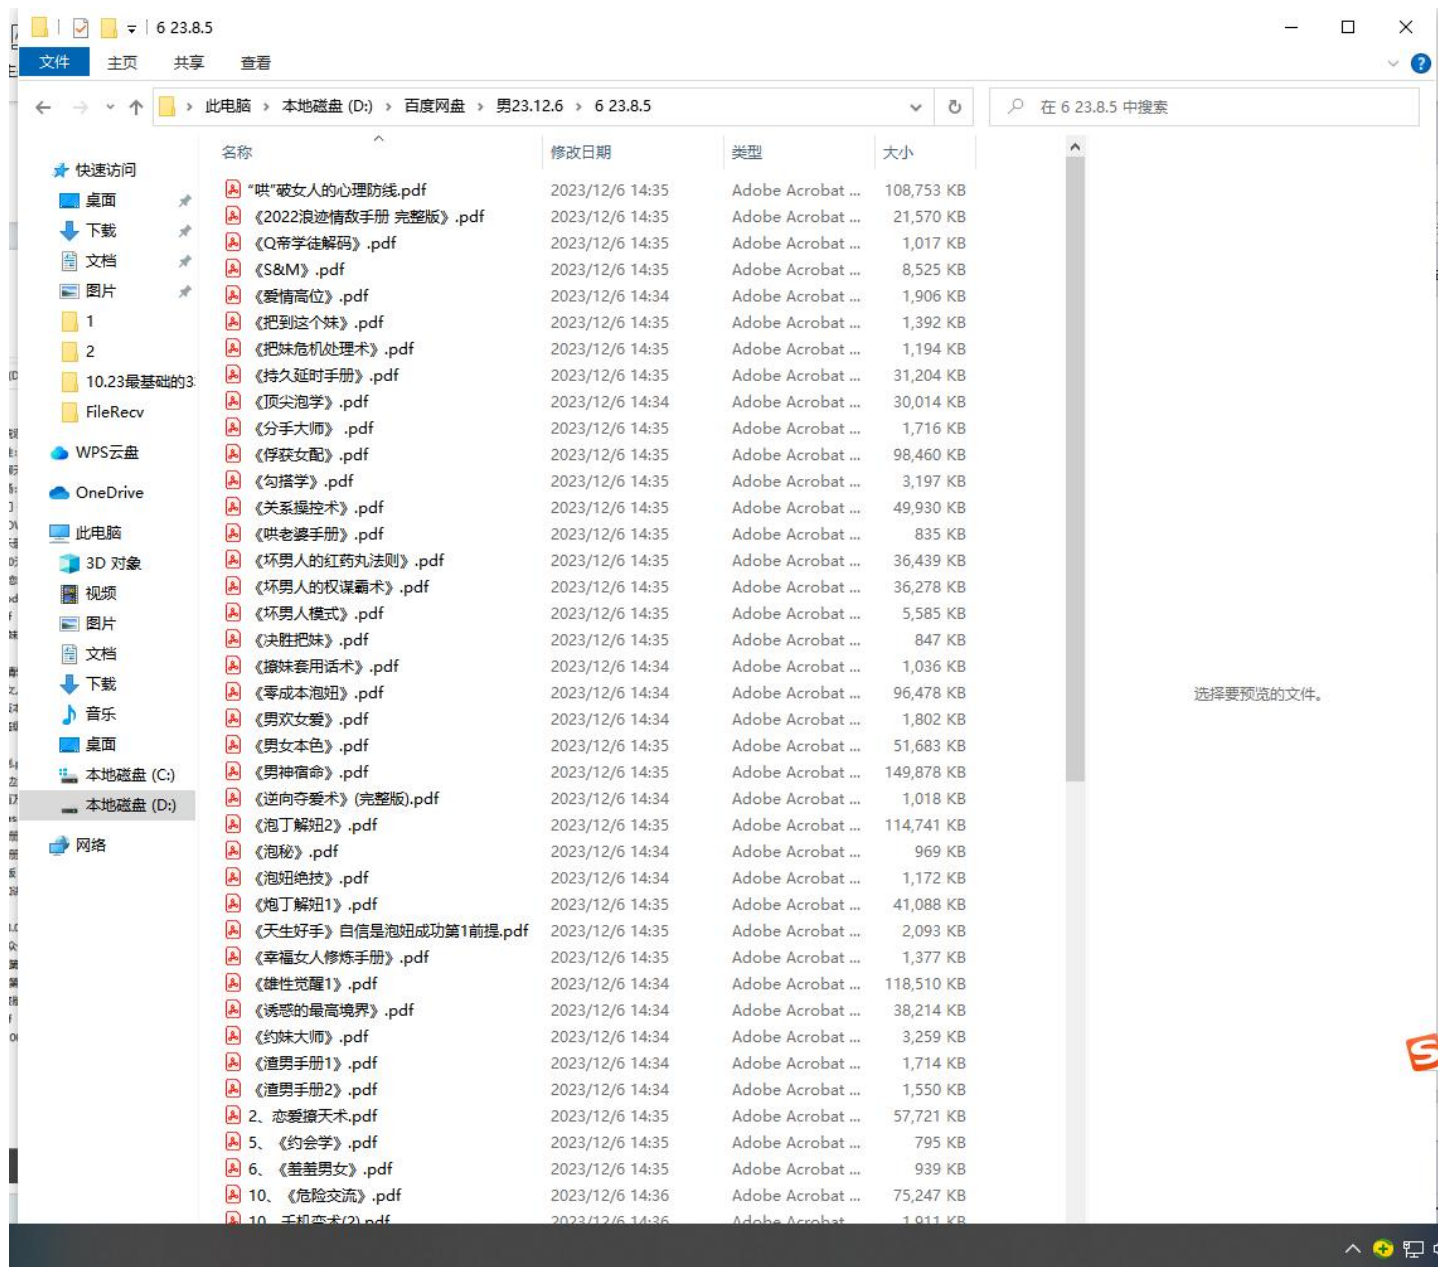 6 23.8.5
文件 主页 共享 查看
此电脑 › 本地磁盘 (D:) › 百度网盘 › 男23.12.6 › 6 23.8.5
在 6 23.8.5 中搜索
快速访问
桌面
下载
文档
图片
1
2
10.23最基础的3
FileRecv
WPS云盘
OneDrive
此电脑
3D 对象
视频
图片
文档
下载
音乐
桌面
本地磁盘 (C:)
本地磁盘 (D:)
网络
名称 修改日期 类型 大小
“哄”破女人的心理防线.pdf 2023/12/6 14:35 Adobe Acrobat ... 108,753 KB
《2022浪迹情敌手册 完整版》.pdf 2023/12/6 14:35 Adobe Acrobat ... 21,570 KB
《Q帝学徒解码》.pdf 2023/12/6 14:35 Adobe Acrobat ... 1,017 KB
《S&M》.pdf 2023/12/6 14:35 Adobe Acrobat ... 8,525 KB
《爱情高位》.pdf 2023/12/6 14:34 Adobe Acrobat ... 1,906 KB
《把到这个妹》.pdf 2023/12/6 14:35 Adobe Acrobat ... 1,392 KB
《把妹危机处理术》.pdf 2023/12/6 14:35 Adobe Acrobat ... 1,194 KB
《持久延时手册》.pdf 2023/12/6 14:35 Adobe Acrobat ... 31,204 KB
《顶尖泡学》.pdf 2023/12/6 14:34 Adobe Acrobat ... 30,014 KB
《分手大师》 .pdf 2023/12/6 14:35 Adobe Acrobat ... 1,716 KB
《俘获女配》.pdf 2023/12/6 14:35 Adobe Acrobat ... 98,460 KB
《勾搭学》.pdf 2023/12/6 14:35 Adobe Acrobat ... 3,197 KB
《关系操控术》.pdf 2023/12/6 14:35 Adobe Acrobat ... 49,930 KB
《哄老婆手册》.pdf 2023/12/6 14:35 Adobe Acrobat ... 835 KB
《坏男人的红药丸法则》.pdf 2023/12/6 14:35 Adobe Acrobat ... 36,439 KB
《坏男人的权谋霸术》.pdf 2023/12/6 14:35 Adobe Acrobat ... 36,278 KB
《坏男人模式》.pdf 2023/12/6 14:35 Adobe Acrobat ... 5,585 KB
《决胜把妹》.pdf 2023/12/6 14:35 Adobe Acrobat ... 847 KB
《撩妹套用话术》.pdf 2023/12/6 14:34 Adobe Acrobat ... 1,036 KB
《零成本泡妞》.pdf 2023/12/6 14:34 Adobe Acrobat ... 96,478 KB
《男欢女爱》.pdf 2023/12/6 14:34 Adobe Acrobat ... 1,802 KB
《男女本色》.pdf 2023/12/6 14:35 Adobe Acrobat ... 51,683 KB
《男神宿命》.pdf 2023/12/6 14:34 Adobe Acrobat ... 149,878 KB
《逆向夺爱术》(完整版).pdf 2023/12/6 14:34 Adobe Acrobat ... 1,018 KB
《泡丁解妞2》.pdf 2023/12/6 14:35 Adobe Acrobat ... 114,741 KB
《泡秘》.pdf 2023/12/6 14:34 Adobe Acrobat ... 969 KB
《泡妞绝技》.pdf 2023/12/6 14:34 Adobe Acrobat ... 1,172 KB
《炮丁解妞1》.pdf 2023/12/6 14:35 Adobe Acrobat ... 41,088 KB
《天生好手》自信是泡妞成功第1前提.pdf 2023/12/6 14:35 Adobe Acrobat ... 2,093 KB
《幸福女人修炼手册》.pdf 2023/12/6 14:35 Adobe Acrobat ... 1,377 KB
《雄性觉醒1》.pdf 2023/12/6 14:34 Adobe Acrobat ... 118,510 KB
《诱惑的最高境界》.pdf 2023/12/6 14:34 Adobe Acrobat ... 38,214 KB
《约妹大师》.pdf 2023/12/6 14:34 Adobe Acrobat ... 3,259 KB
《渣男手册1》.pdf 2023/12/6 14:34 Adobe Acrobat ... 1,714 KB
《渣男手册2》.pdf 2023/12/6 14:34 Adobe Acrobat ... 1,550 KB
2、恋爱撩天术.pdf 2023/12/6 14:35 Adobe Acrobat ... 57,721 KB
5、《约会学》.pdf 2023/12/6 14:35 Adobe Acrobat ... 795 KB
6、《羞羞男女》.pdf 2023/12/6 14:35 Adobe Acrobat ... 939 KB
10、《危险交流》.pdf 2023/12/6 14:36 Adobe Acrobat ... 75,247 KB
2023/12/6 14:36 Adobe Acrobat 1,911 KB
选择要预览的文件。